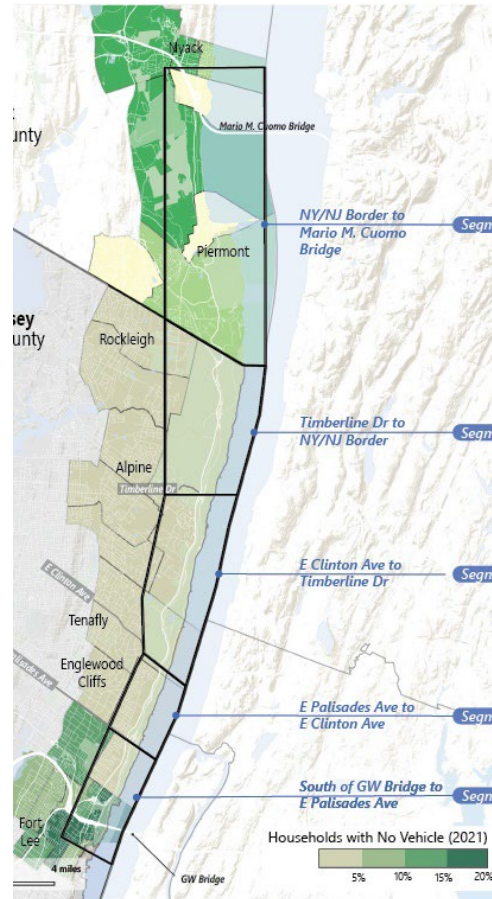 Nyack
Mario M. Cuomo Bridge
unty
NY/NJ Border to
Mario M. Cuomo
Bridge
Segm
Piermont
sey
unty
Rockleigh
Timberline Dr to
NY/NJ Border
Segm
Alpine
Timberline Dr
E Clinton Ave to
Timberline Dr
Segm
E Clinton Ave
Tenafly
Englewood
Cliffs
Palisades Ave
E Palisades Ave to
E Clinton Ave
Segm
South of GW Bridge to
E Palisades Ave
Segm
Fort
Lee
4 miles
GW Bridge
Households with No Vehicle (2021)
5% 10% 15% 20%